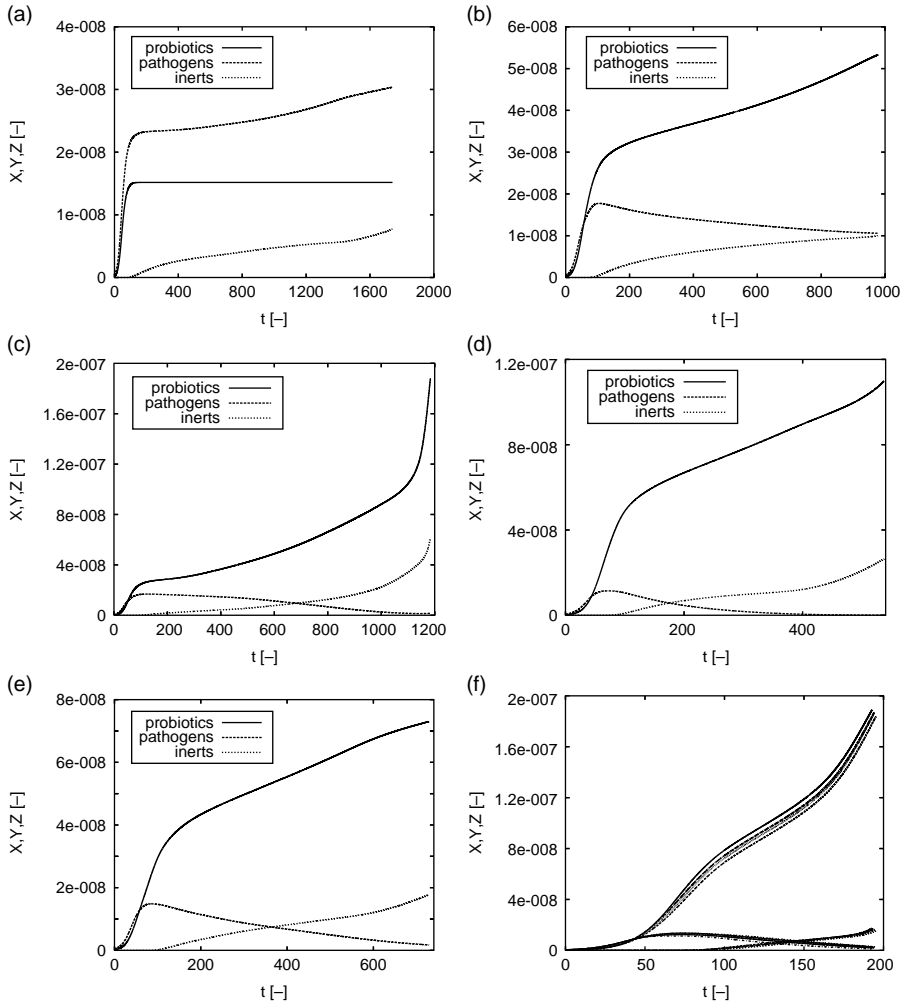 (a)
4e-008
3e-008
2e-008
1e-008
0
X,Y,Z [–]
probiotics
pathogens
inerts
0 400 800 1200 1600 2000
t [–]
(b)
6e-008
5e-008
4e-008
3e-008
2e-008
1e-008
0
X,Y,Z [–]
probiotics
pathogens
inerts
0 200 400 600 800 1000
t [–]
(c)
2e-007
1.6e-007
1.2e-007
8e-008
4e-008
0
X,Y,Z [–]
probiotics
pathogens
inerts
0 200 400 600 800 1000 1200
t [–]
(d)
1.2e-007
8e-008
4e-008
0
X,Y,Z [–]
probiotics
pathogens
inerts
0 200 400
t [–]
(e)
8e-008
6e-008
4e-008
2e-008
0
X,Y,Z [–]
probiotics
pathogens
inerts
0 200 400 600
t [–]
(f)
2e-007
1.6e-007
1.2e-007
8e-008
4e-008
0
X,Y,Z [–]
0 50 100 150 200
t [–]